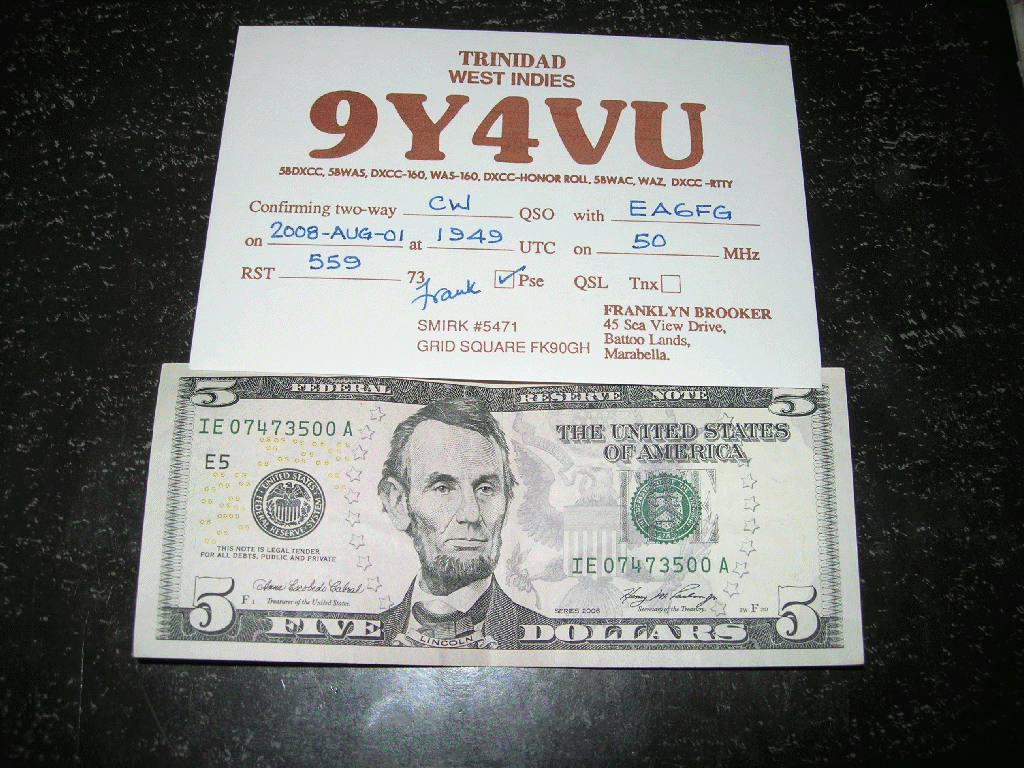 TRINIDAD
WEST INDIES
9Y4VU
5BDXCC, 5BWAS, DXCC-160, WAS-160, DXCC-HONOR ROLL, 5BWAC, WAZ, DXCC -RTTY
Confirming two-way CW QSO with EA6FG
on 2008-AUG-01 at 1949 UTC on 50 MHz
RST 559 73 Frank Pse QSL Tnx
SMIRK #5471
GRID SQUARE FK90GH
FRANKLYN BROOKER
45 Sea View Drive,
Battoo Lands,
Marabella.
5 FEDERAL RESERVE NOTE 5
IE 07473500 A
THE UNITED STATES
OF AMERICA
E5
UNITED STATES
FEDERAL RESERVE SYSTEM
THIS NOTE IS LEGAL TENDER
FOR ALL DEBTS, PUBLIC AND PRIVATE
IE 07473500 A
Treasurer of the United States.
SERIES 2006
Secretary of the Treasury.
5 F 1
5
FIVE LINCOLN DOLLARS